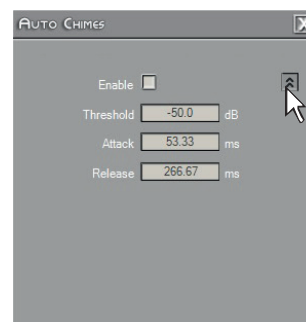 Auto Chimes
Enable
Threshold -50.0 dB
Attack 53.33 ms
Release 266.67 ms